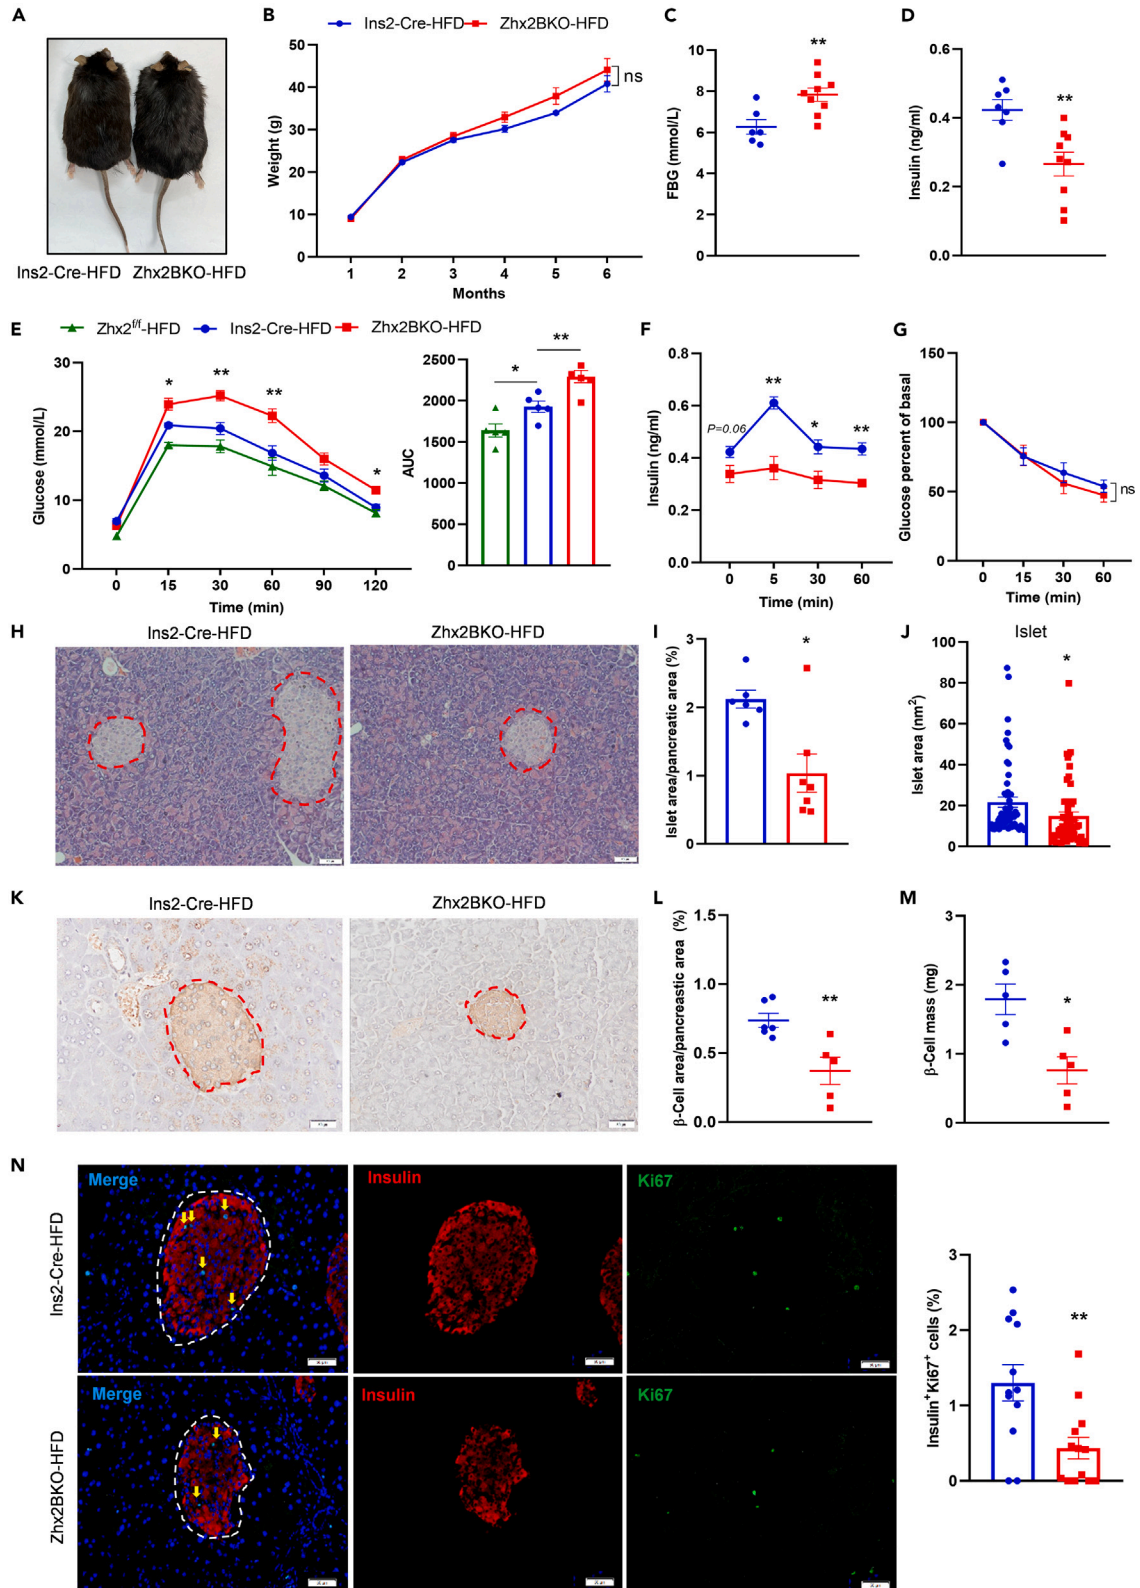 A
Ins2-Cre-HFD Zhx2BKO-HFD
B
Ins2-Cre-HFD Zhx2BKO-HFD
Weight (g)
50
40
30
20
10
0
ns
1 2 3 4 5 6
Months
C
FBG (mmol/L)
10
8
6
4
2
0
**
D
Insulin (ng/ml)
0.6
0.4
0.2
0.0
**
E
Zhx2f/f-HFD Ins2-Cre-HFD Zhx2BKO-HFD
Glucose (mmol/L)
30
20
10
0
* ** ** *
0 15 30 60 90 120
Time (min)
AUC
2500
2000
1500
1000
500
0
* **
F
Insulin (ng/ml)
0.8
0.6
0.4
0.2
0.0
P=0.06 ** * **
0 5 30 60
Time (min)
G
Glucose percent of basal
150
100
50
0
ns
0 15 30 60
Time (min)
H
Ins2-Cre-HFD Zhx2BKO-HFD
I
Islet area/pancreatic area (%)
3
2
1
0
*
J
Islet
Islet area (nm2)
100
80
60
40
20
0
*
K
Ins2-Cre-HFD Zhx2BKO-HFD
L
β-Cell area/pancreastic area (%)
1.5
1.0
0.5
0.0
**
M
β-Cell mass (mg)
3
2
1
0
*
N
Ins2-Cre-HFD
Merge Insulin Ki67
Zhx2BKO-HFD
Merge Insulin Ki67
Insulin+Ki67+ cells (%)
3
2
1
0
**